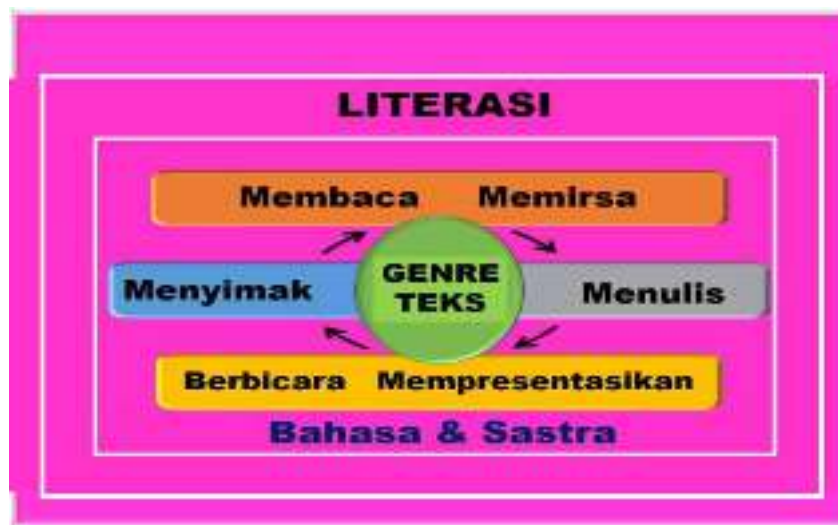 LITERASI
Membaca Memirsa
Menyimak
GENRE
TEKS
Menulis
Berbicara Mempresentasikan
Bahasa & Sastra